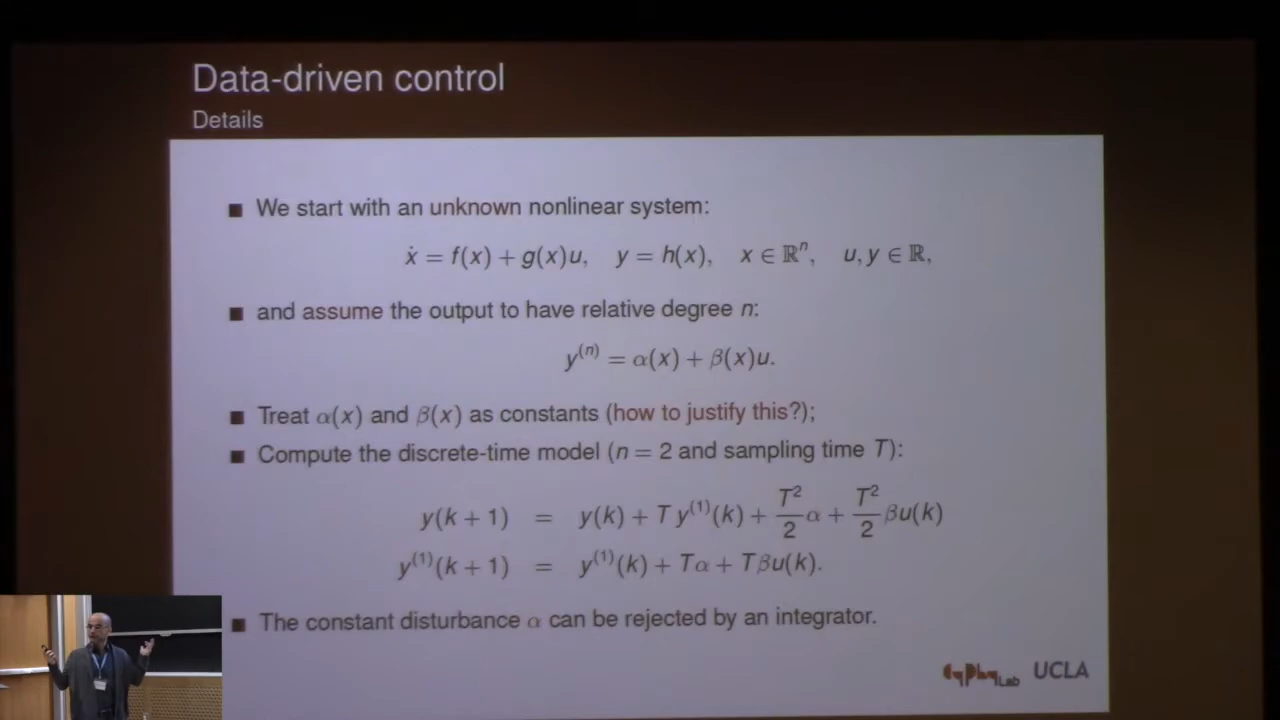 Data-driven control
Details
■ We start with an unknown nonlinear system:
ẋ = f(x) + g(x)u, y = h(x), x ∈ ℝⁿ, u, y ∈ ℝ,
■ and assume the output to have relative degree n:
y⁽ⁿ⁾ = α(x) + β(x)u.
■ Treat α(x) and β(x) as constants (how to justify this?);
■ Compute the discrete-time model (n = 2 and sampling time T):
y(k + 1) = y(k) + T y⁽¹⁾(k) + T²/2 α + T²/2 βu(k)
y⁽¹⁾(k + 1) = y⁽¹⁾(k) + Tα + Tβu(k).
■ The constant disturbance α can be rejected by an integrator.
CyPhyLab UCLA